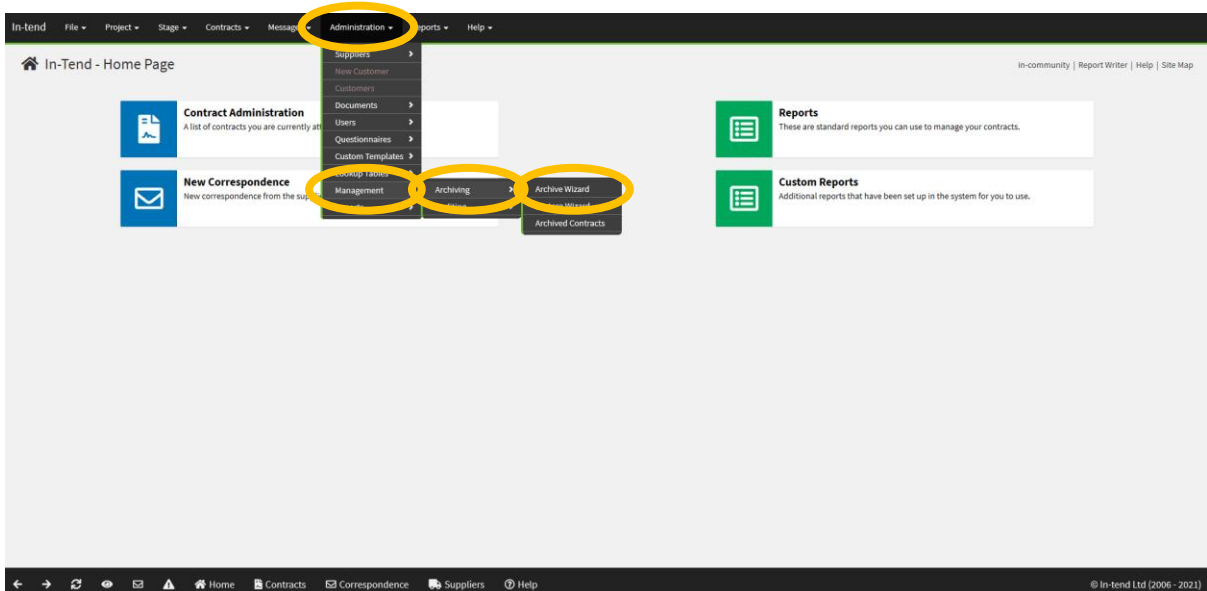 In-tend File Project Stage Contracts Message Administration Reports Help
In-Tend - Home Page
in-community | Report Writer | Help | Site Map
Suppliers
New Customer
Customers
Documents
Users
Questionnaires
Custom Templates
Lookup Tables
Management
Archiving
Archive Wizard
Wizard
Archived Contracts
Contract Administration
A list of contracts you are currently
New Correspondence
New correspondence from the
Reports
These are standard reports you can use to manage your contracts.
Custom Reports
Additional reports that have been set up in the system for you to use.
Home Contracts Correspondence Suppliers Help
© In-tend Ltd (2006 - 2021)